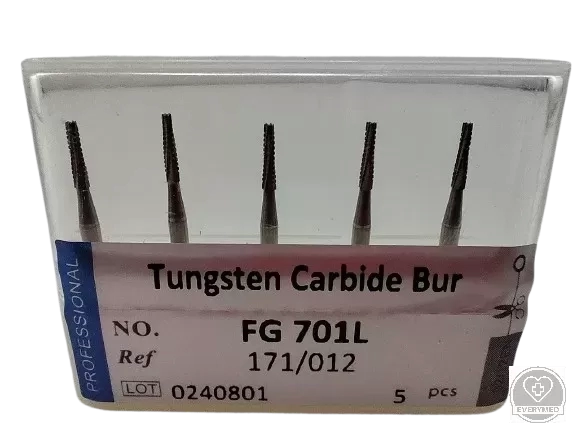 PROFESSIONAL
Tungsten Carbide Bur
NO. FG 701L
Ref 171/012
LOT 0240801 5 pcs
EVERYMED